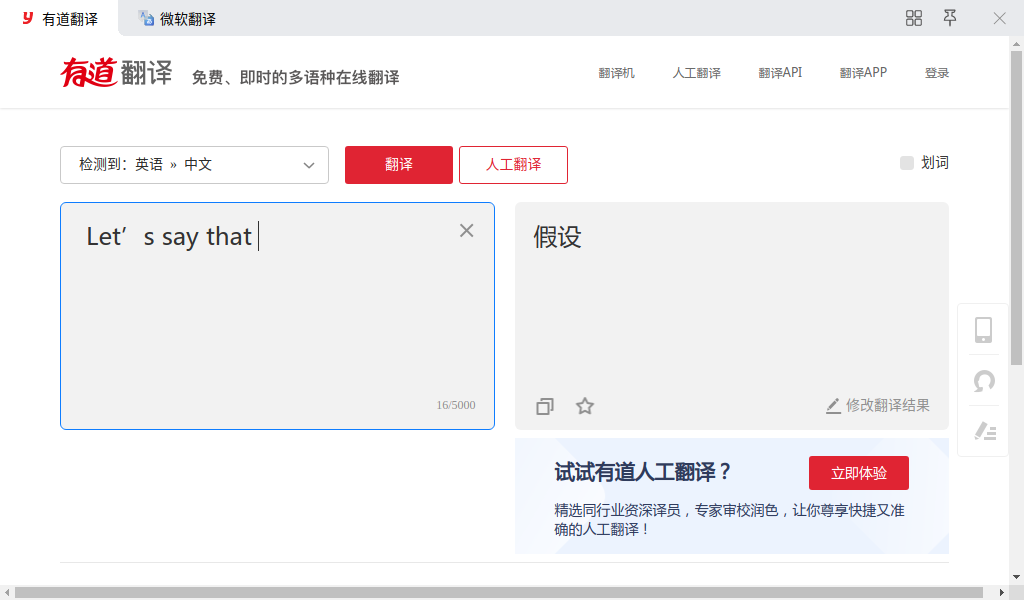 有道翻译
微软翻译
有道翻译 免费、即时的多语种在线翻译
翻译机 人工翻译 翻译API 翻译APP 登录
检测到：英语 » 中文
翻译
人工翻译
划词
Let’s say that
16/5000
假设
修改翻译结果
试试有道人工翻译？
立即体验
精选同行业资深译员，专家审校润色，让你尊享快捷又准
确的人工翻译！